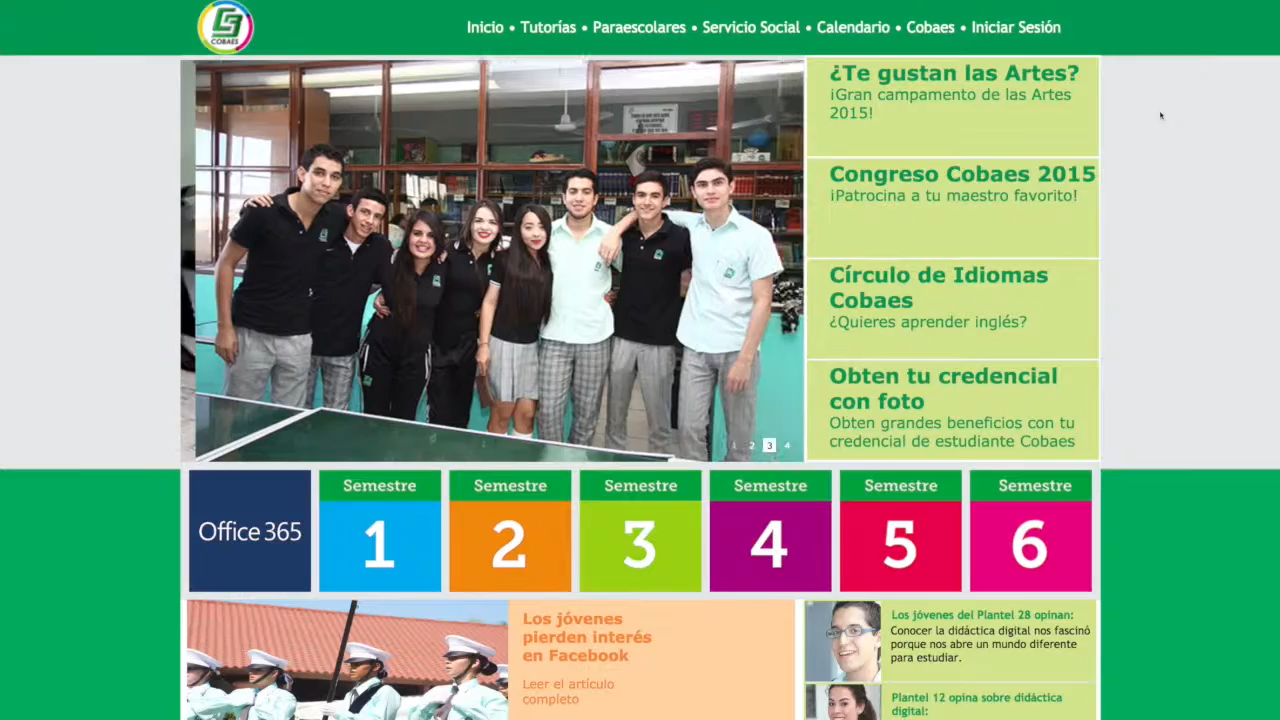 COBAES
Inicio • Tutorías • Paraescolares • Servicio Social • Calendario • Cobaes • Iniciar Sesión
¿Te gustan las Artes?
¡Gran campamento de las Artes
2015!
Congreso Cobaes 2015
¡Patrocina a tu maestro favorito!
Círculo de Idiomas
Cobaes
¿Quieres aprender inglés?
Obten tu credencial
con foto
Obten grandes beneficios con tu
credencial de estudiante Cobaes
1 2 3 4
Office 365
Semestre
1
Semestre
2
Semestre
3
Semestre
4
Semestre
5
Semestre
6
Los jóvenes
pierden interés
en Facebook
Leer el artículo
completo
Los jóvenes del Plantel 28 opinan:
Conocer la didáctica digital nos fascinó
porque nos abre un mundo diferente
para estudiar.
Plantel 12 opina sobre didáctica
digital: